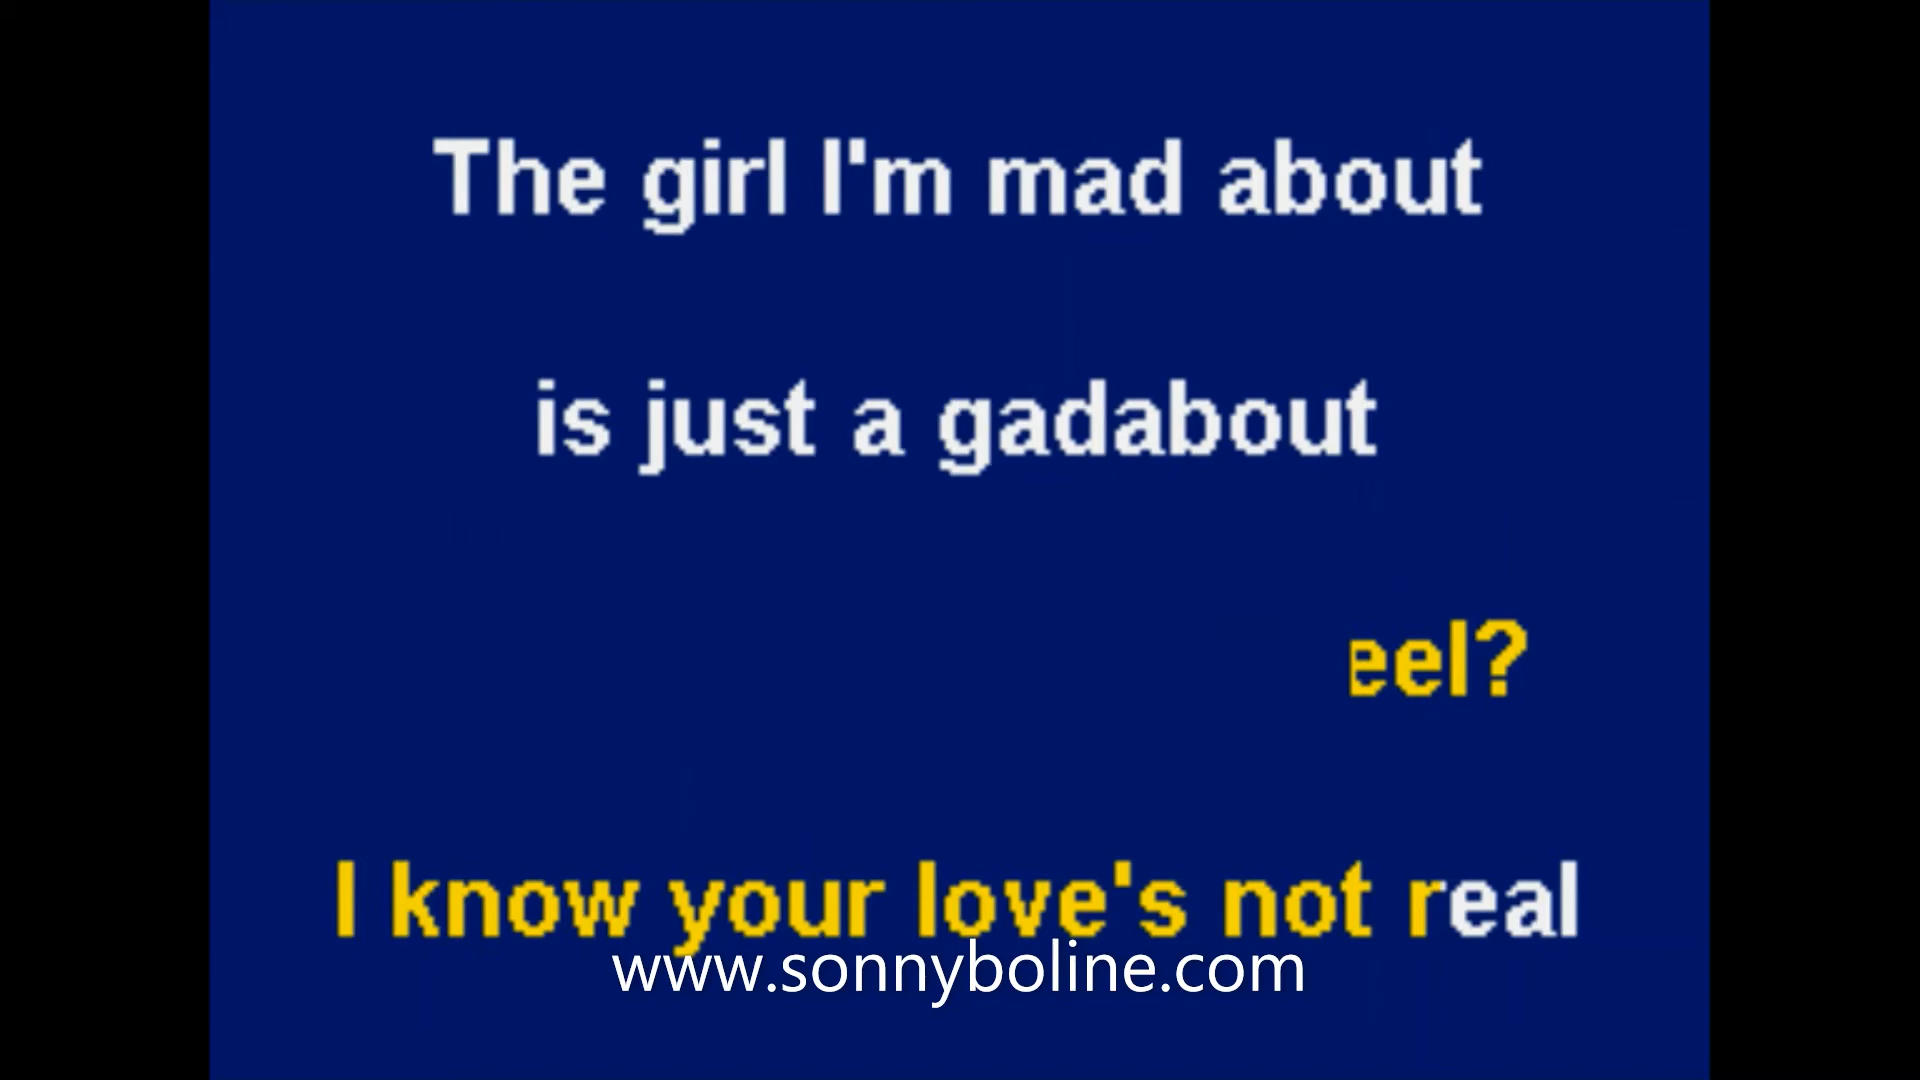 The girl I'm mad about
is just a gadabout
eel?
I know your love's not real
www.sonnyboline.com